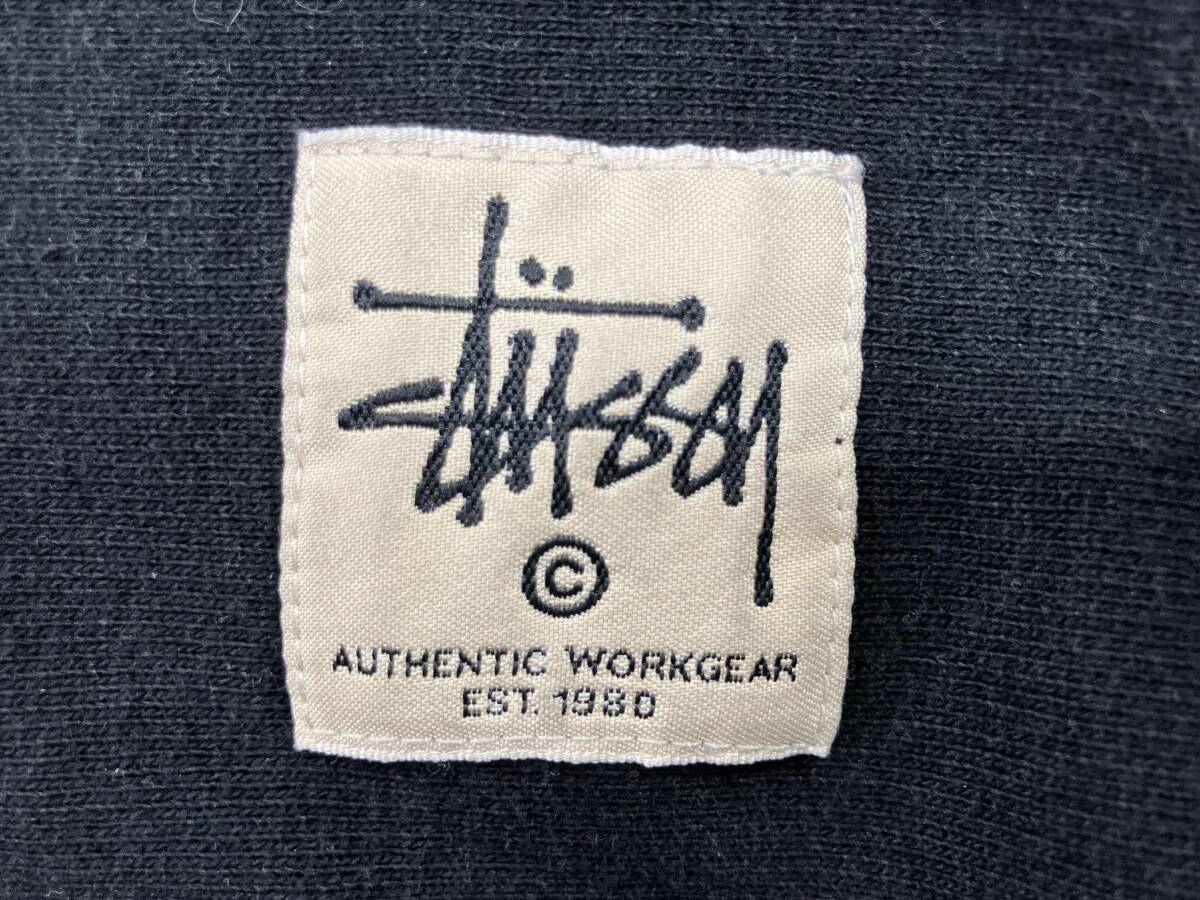 Stüssy
©
AUTHENTIC WORKGEAR
EST. 1980